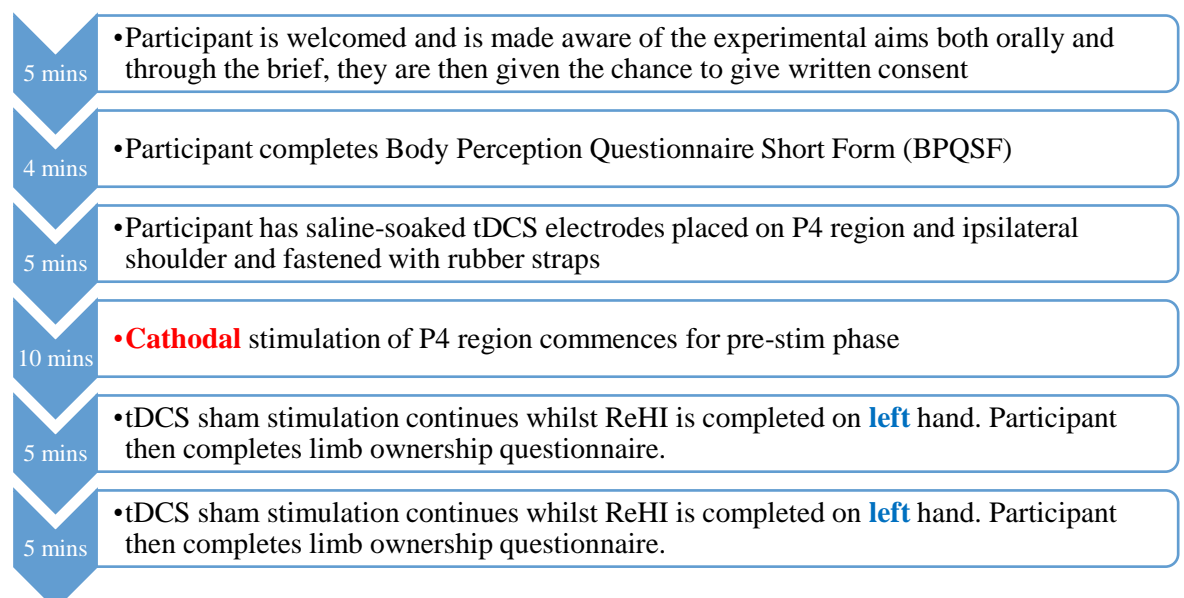 5 mins
•Participant is welcomed and is made aware of the experimental aims both orally and
through the brief, they are then given the chance to give written consent
4 mins
•Participant completes Body Perception Questionnaire Short Form (BPQSF)
5 mins
•Participant has saline-soaked tDCS electrodes placed on P4 region and ipsilateral
shoulder and fastened with rubber straps
10 mins
•Cathodal stimulation of P4 region commences for pre-stim phase
5 mins
•tDCS sham stimulation continues whilst ReHI is completed on left hand. Participant
then completes limb ownership questionnaire.
5 mins
•tDCS sham stimulation continues whilst ReHI is completed on left hand. Participant
then completes limb ownership questionnaire.